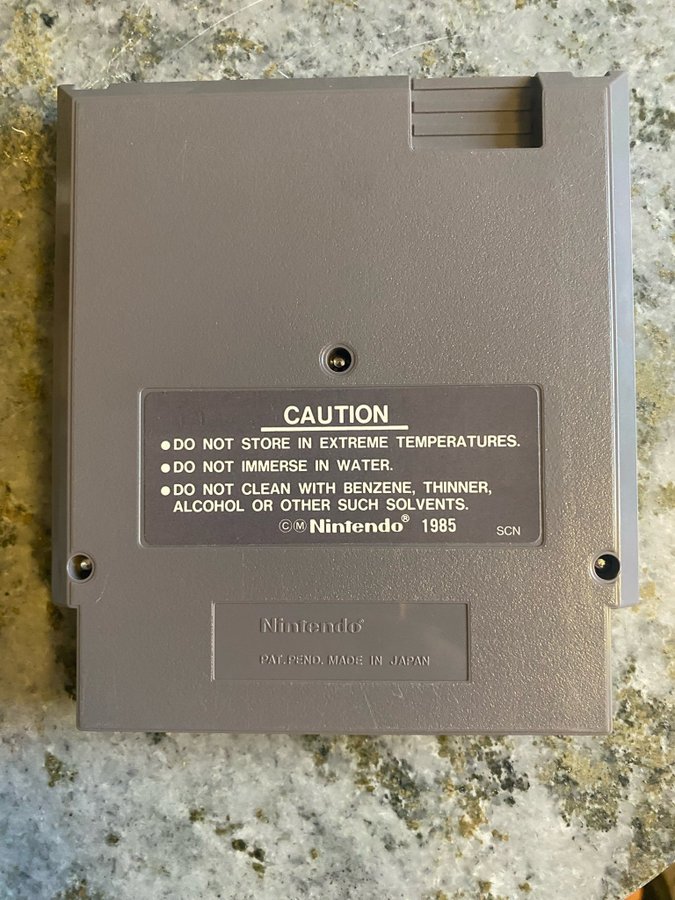 CAUTION
●DO NOT STORE IN EXTREME TEMPERATURES.
●DO NOT IMMERSE IN WATER.
●DO NOT CLEAN WITH BENZENE, THINNER,
ALCOHOL OR OTHER SUCH SOLVENTS.
ⒸⓂNintendo® 1985 SCN
Nintendo®
PAT.PEND. MADE IN JAPAN